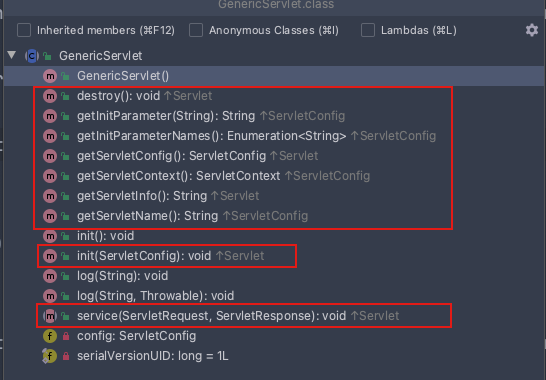 GenericServlet.class
Inherited members (⌘F12)
Anonymous Classes (⌘I)
Lambdas (⌘L)
GenericServlet
GenericServlet()
destroy(): void ↑Servlet
getInitParameter(String): String ↑ServletConfig
getInitParameterNames(): Enumeration<String> ↑ServletConfig
getServletConfig(): ServletConfig ↑Servlet
getServletContext(): ServletContext ↑ServletConfig
getServletInfo(): String ↑Servlet
getServletName(): String ↑ServletConfig
init(): void
init(ServletConfig): void ↑Servlet
log(String): void
log(String, Throwable): void
service(ServletRequest, ServletResponse): void ↑Servlet
config: ServletConfig
serialVersionUID: long = 1L